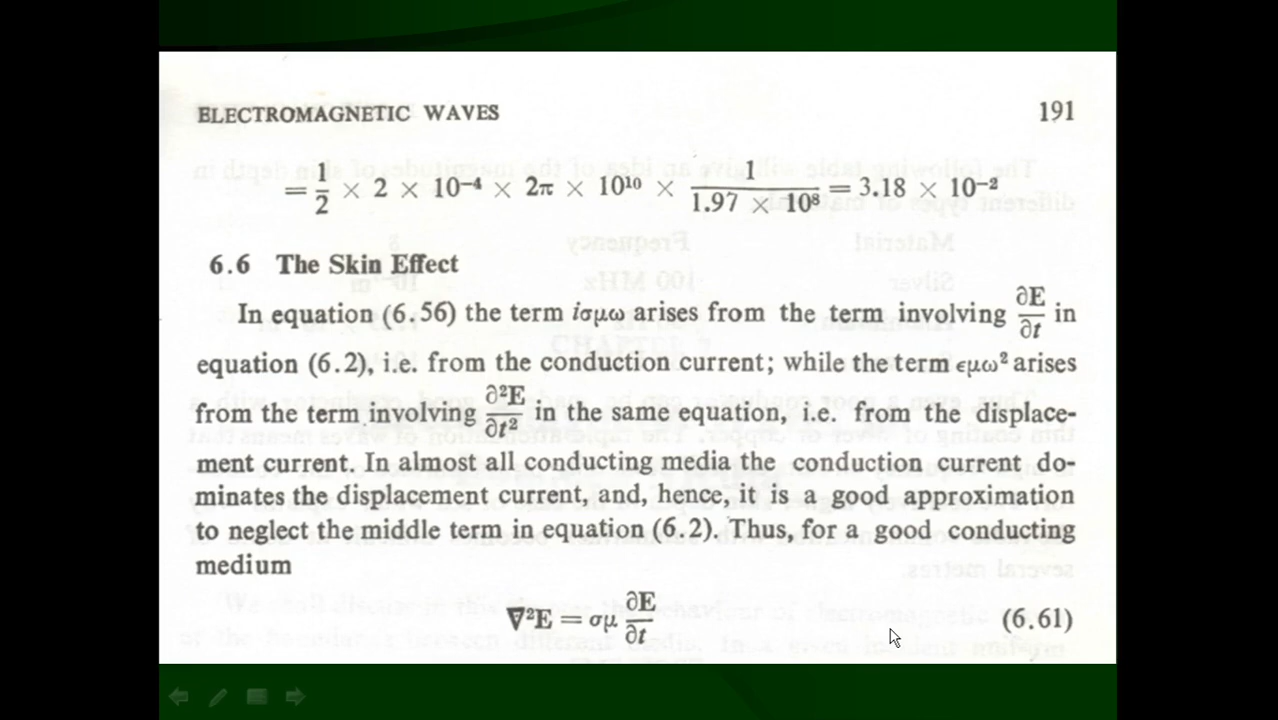 ELECTROMAGNETIC WAVES 191
= 1/2 × 2 × 10⁻⁴ × 2π × 10¹⁰ × 1/(1.97 × 10⁸) = 3.18 × 10⁻²
6.6 The Skin Effect
In equation (6.56) the term iσμω arises from the term involving ∂E/∂t in
equation (6.2), i.e. from the conduction current; while the term ϵμω² arises
from the term involving ∂²E/∂t² in the same equation, i.e. from the displace-
ment current. In almost all conducting media the conduction current do-
minates the displacement current, and, hence, it is a good approximation
to neglect the middle term in equation (6.2). Thus, for a good conducting
medium
∇²E = σμ ∂E/∂t (6.61)